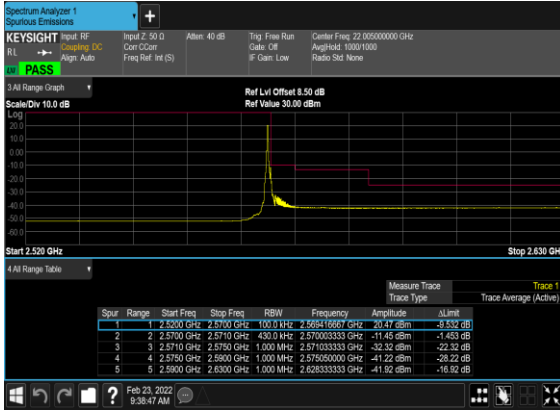 Spectrum Analyzer 1
Spurious Emissions
+
KEYSIGHT Input: RF Input Z: 50 Ω Atten: 40 dB Trig: Free Run Center Freq: 22.005000000 GHz
RL Coupling: DC Corr CCorr Gate: Off Avg|Hold: 1000/1000
Align: Auto Freq Ref: Int (S) IF Gain: Low Radio Std: None
PASS
3 All Range Graph
Ref Lvl Offset 8.50 dB
Scale/Div 10.0 dB Ref Value 30.00 dBm
Log
20.0
10.0
0.00
-10.0
-20.0
-30.0
-40.0
-50.0
-60.0
Start 2.520 GHz Stop 2.630 GH
4 All Range Table
Measure Trace Trace 1
Trace Type Trace Average (Active)
Spur Range Start Freq Stop Freq RBW Frequency Amplitude ΔLimit
1 1 2.5200 GHz 2.5700 GHz 100.0 kHz 2.569416667 GHz 20.47 dBm -9.532 dB
2 2 2.5700 GHz 2.5710 GHz 430.0 kHz 2.570003333 GHz -11.45 dBm -1.453 dB
3 3 2.5710 GHz 2.5750 GHz 1.000 MHz 2.571033333 GHz -32.32 dBm -22.32 dB
4 4 2.5750 GHz 2.5900 GHz 1.000 MHz 2.575050000 GHz -41.22 dBm -28.22 dB
5 5 2.5900 GHz 2.6300 GHz 1.000 MHz 2.628333333 GHz -41.92 dBm -16.92 dB
?
Feb 23, 2022
9:38:47 AM